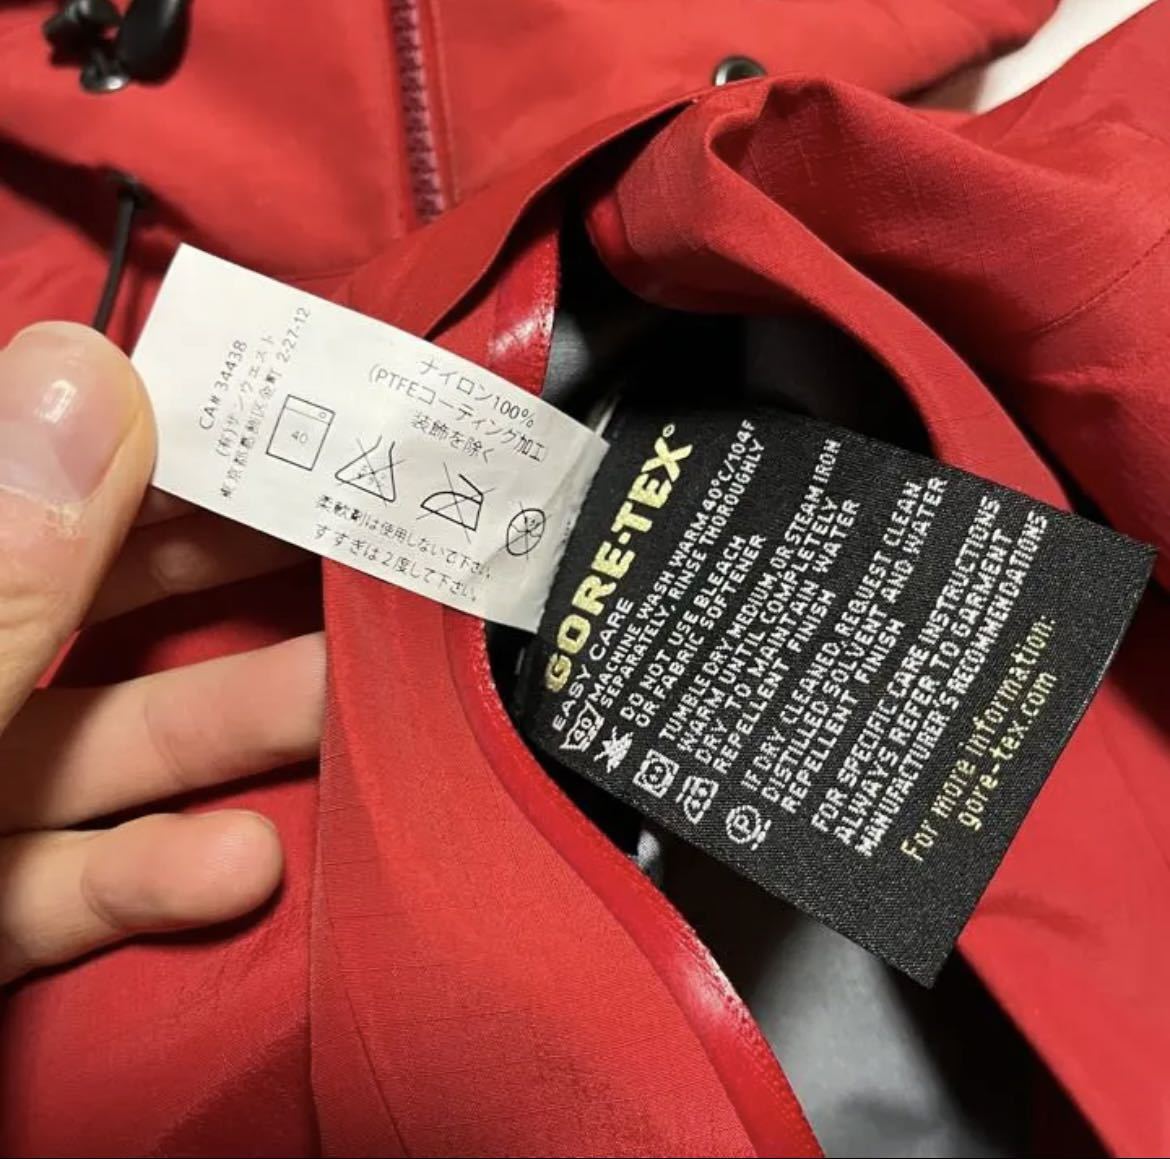 CA# 34438
(有)サンウェスト
東京都葛飾区金町 2-27-12
40
ナイロン100%
(PTFEコーティング加工)
装飾を除く
柔軟剤は使用しないで下さい。
すすぎは2度して下さい。
GORE-TEX®
EASY CARE
MACHINE WASH WARM 40°C/104F
SEPARATELY, RINSE THOROUGHLY
40
DO NOT USE BLEACH
OR FABRIC SOFTENER
TUMBLE DRY MEDIUM, OR STEAM IRON
WARM UNTIL COMPLETELY
DRY TO MAINTAIN WATER
REPELLENT FINISH
P
IF DRY CLEANED, REQUEST CLEAN
DISTILLED SOLVENT AND WATER
REPELLENT FINISH
FOR SPECIFIC CARE INSTRUCTIONS
ALWAYS REFER TO GARMENT
MANUFACTURER'S RECOMMENDATIONS
For more information:
gore-tex.com